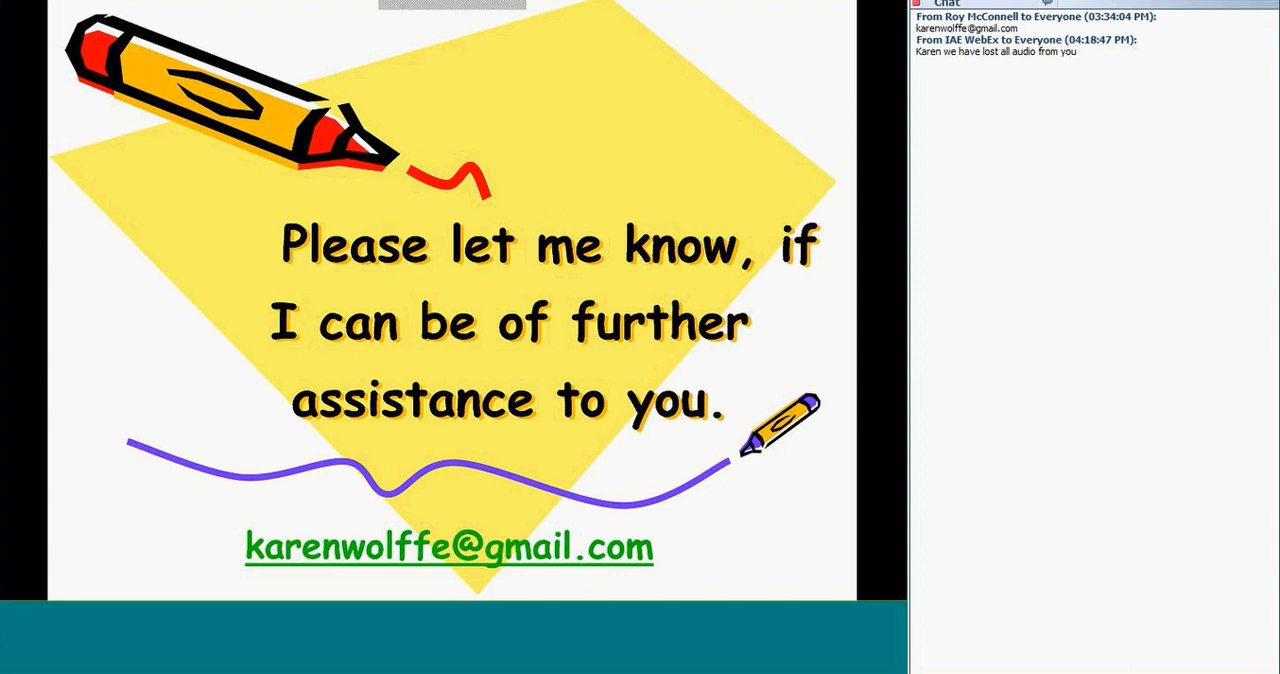 Please let me know, if
I can be of further
assistance to you.
karenwolffe@gmail.com
Chat
From Roy McConnell to Everyone (03:34:04 PM):
karenwolffe@gmail.com
From IAE WebEx to Everyone (04:18:47 PM):
Karen we have lost all audio from you